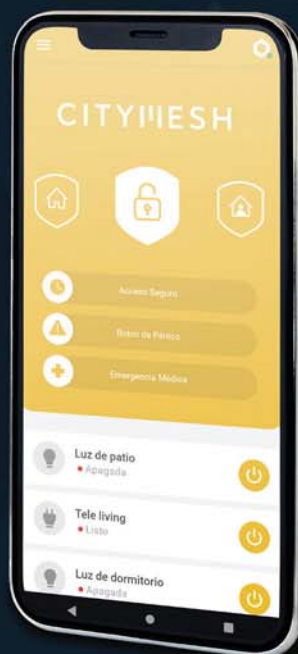 CITYMESH
Acceso Seguro
Botón de Pánico
Emergencia Médica
Luz de patio
Apagada
Tele living
Listo
Luz de dormitorio
Apagada